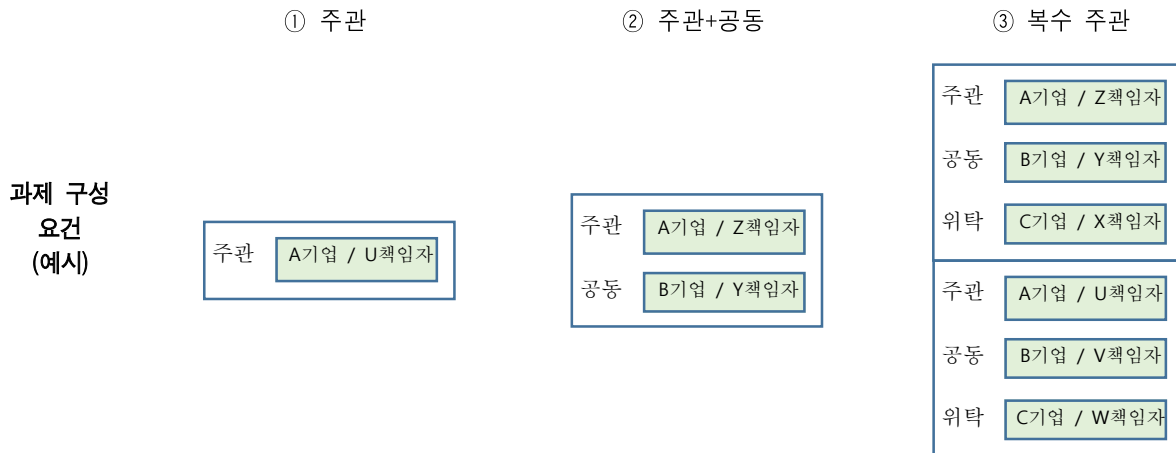 ① 주관
② 주관+공동
③ 복수 주관
과제 구성
요건
(예시)
주관 A기업 / U책임자
주관 A기업 / Z책임자
공동 B기업 / Y책임자
주관 A기업 / Z책임자
공동 B기업 / Y책임자
위탁 C기업 / X책임자
주관 A기업 / U책임자
공동 B기업 / V책임자
위탁 C기업 / W책임자